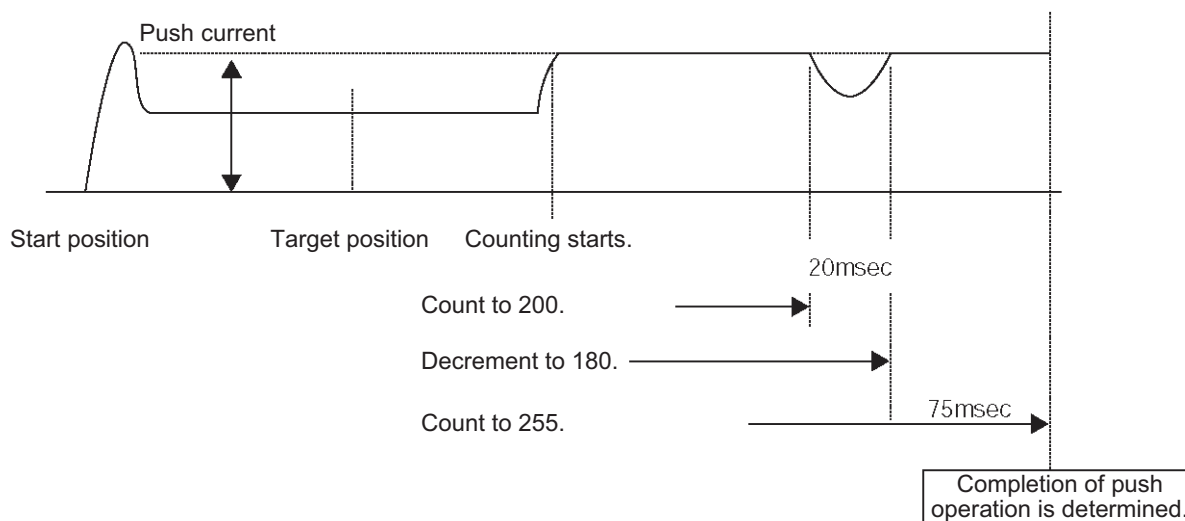 Push current
Start position
Target position
Counting starts.
20msec
Count to 200.
Decrement to 180.
75msec
Count to 255.
Completion of push
operation is determined.